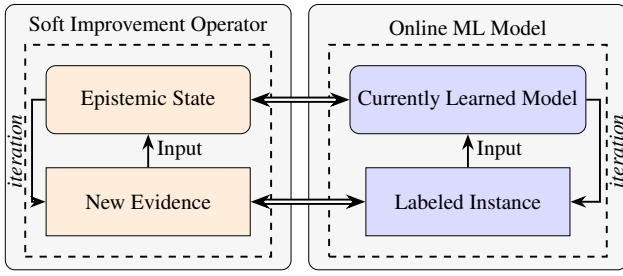 Soft Improvement Operator
Epistemic State
Input
New Evidence
iteration
Online ML Model
Currently Learned Model
Input
Labeled Instance
iteration